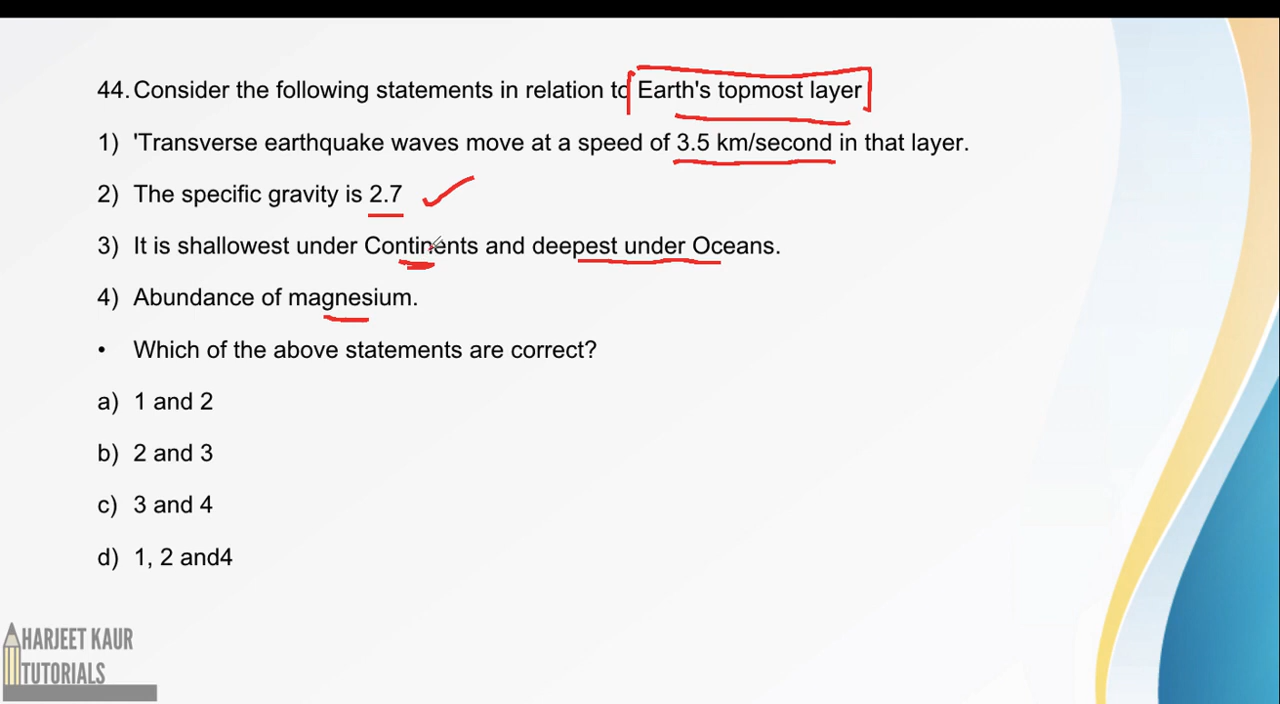 44. Consider the following statements in relation to Earth's topmost layer
1) 'Transverse earthquake waves move at a speed of 3.5 km/second in that layer.
2) The specific gravity is 2.7
3) It is shallowest under Continents and deepest under Oceans.
4) Abundance of magnesium.
• Which of the above statements are correct?
a) 1 and 2
b) 2 and 3
c) 3 and 4
d) 1, 2 and4
HARJEET KAUR
TUTORIALS